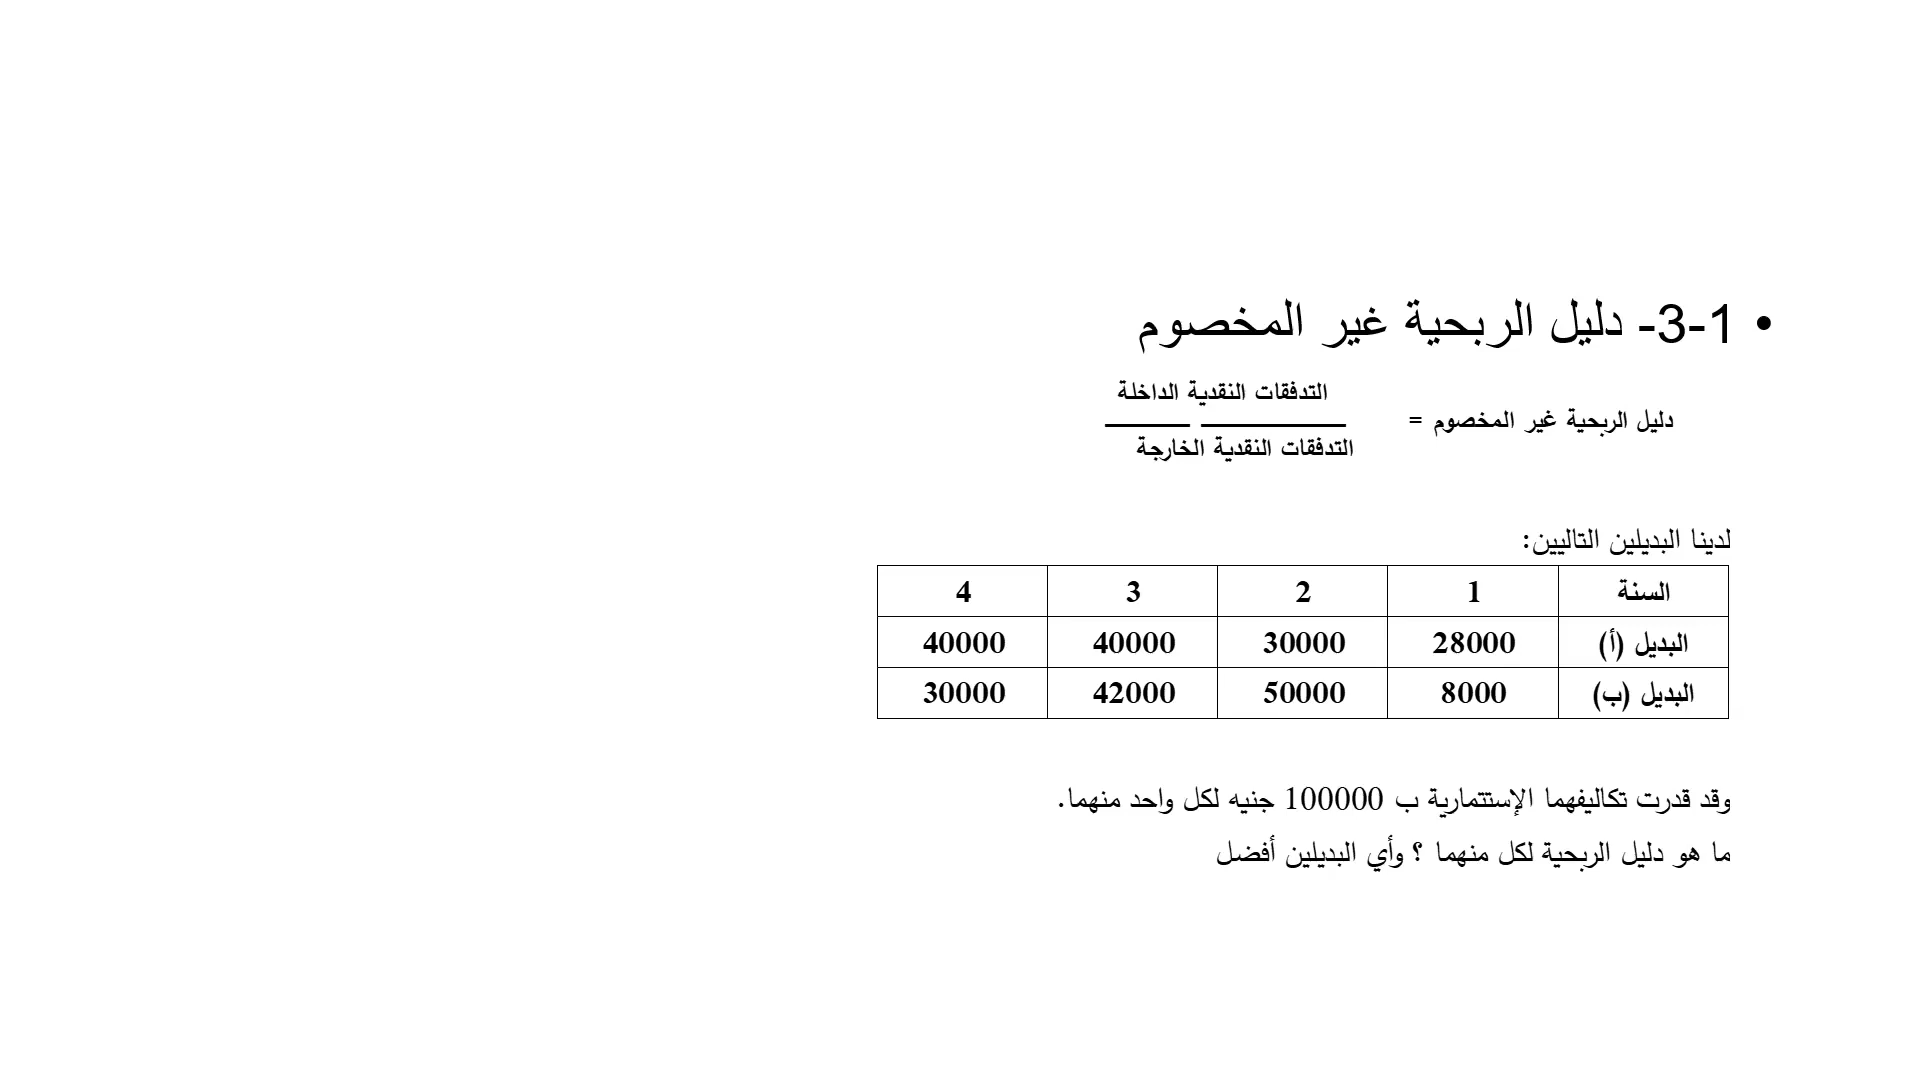 • 3-1- دليل الربحية غير المخصوم
التدفقات النقدية الداخلة
دليل الربحية غير المخصوم =
التدفقات النقدية الخارجة
لدينا البديلين التاليين:
السنة 1 2 3 4
البديل (أ) 28000 30000 40000 40000
البديل (ب) 8000 50000 42000 30000
وقد قدرت تكاليفهما الإستتمارية ب 100000 جنيه لكل واحد منهما.
ما هو دليل الربحية لكل منهما ؟ وأي البديلين أفضل